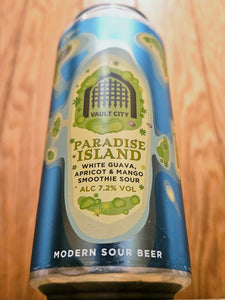 VAULT CITY
PARADISE
ISLAND
WHITE GUAVA,
APRICOT & MANGO
SMOOTHIE SOUR
ALC 7.2% VOL
MODERN SOUR BEER